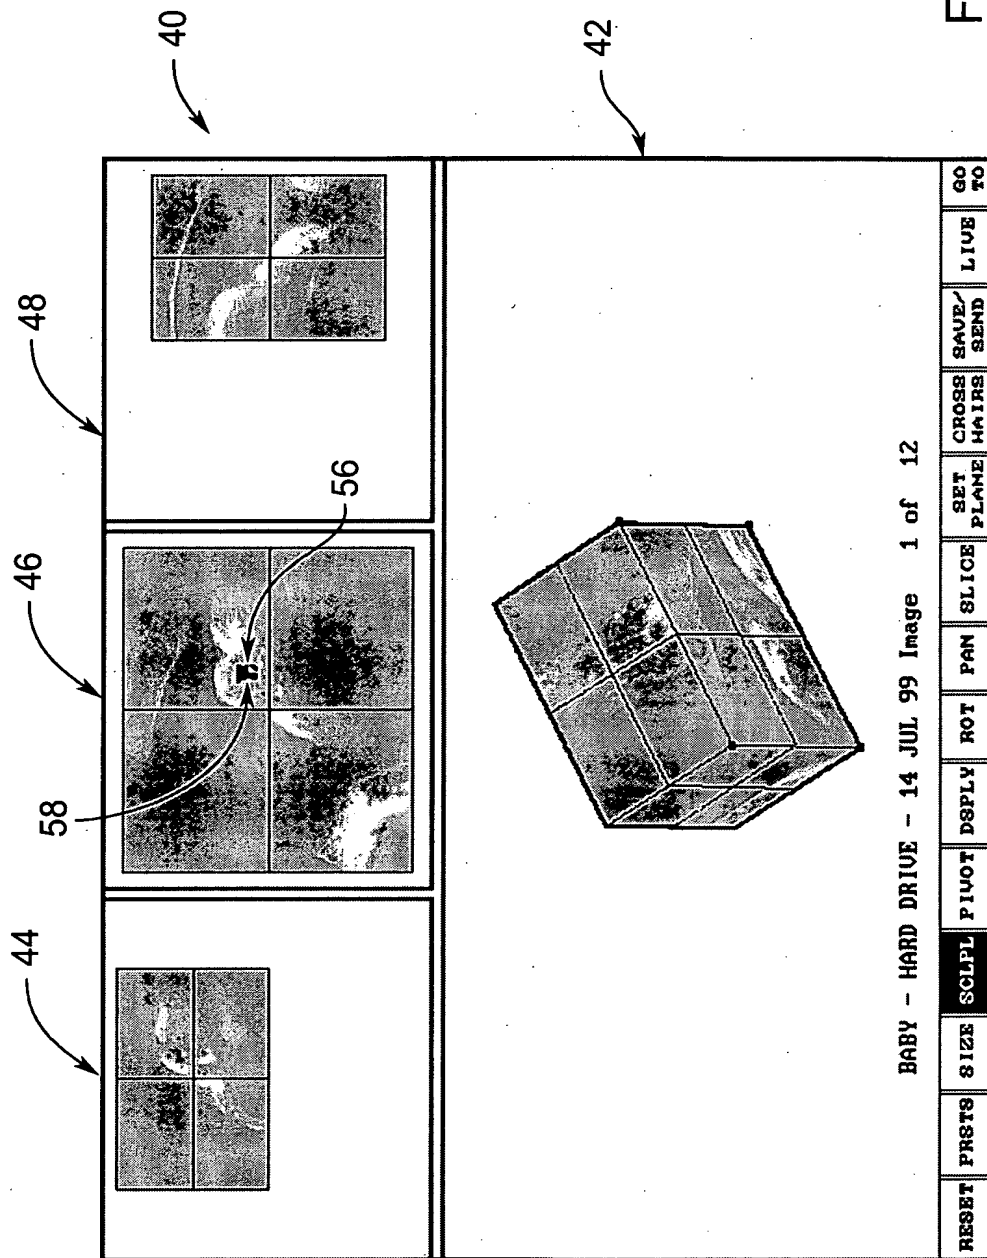 44 46 48
58
40
56
42
BABY - HARD DRIVE - 14 JUL 99 Image 1 of 12
RESET PRSTS SIZE SCLPL PIVOT DSPLY ROT PAN SLICE SET PLANE CROSS HAIRS SAVE/ SEND LIVE GO TO
F